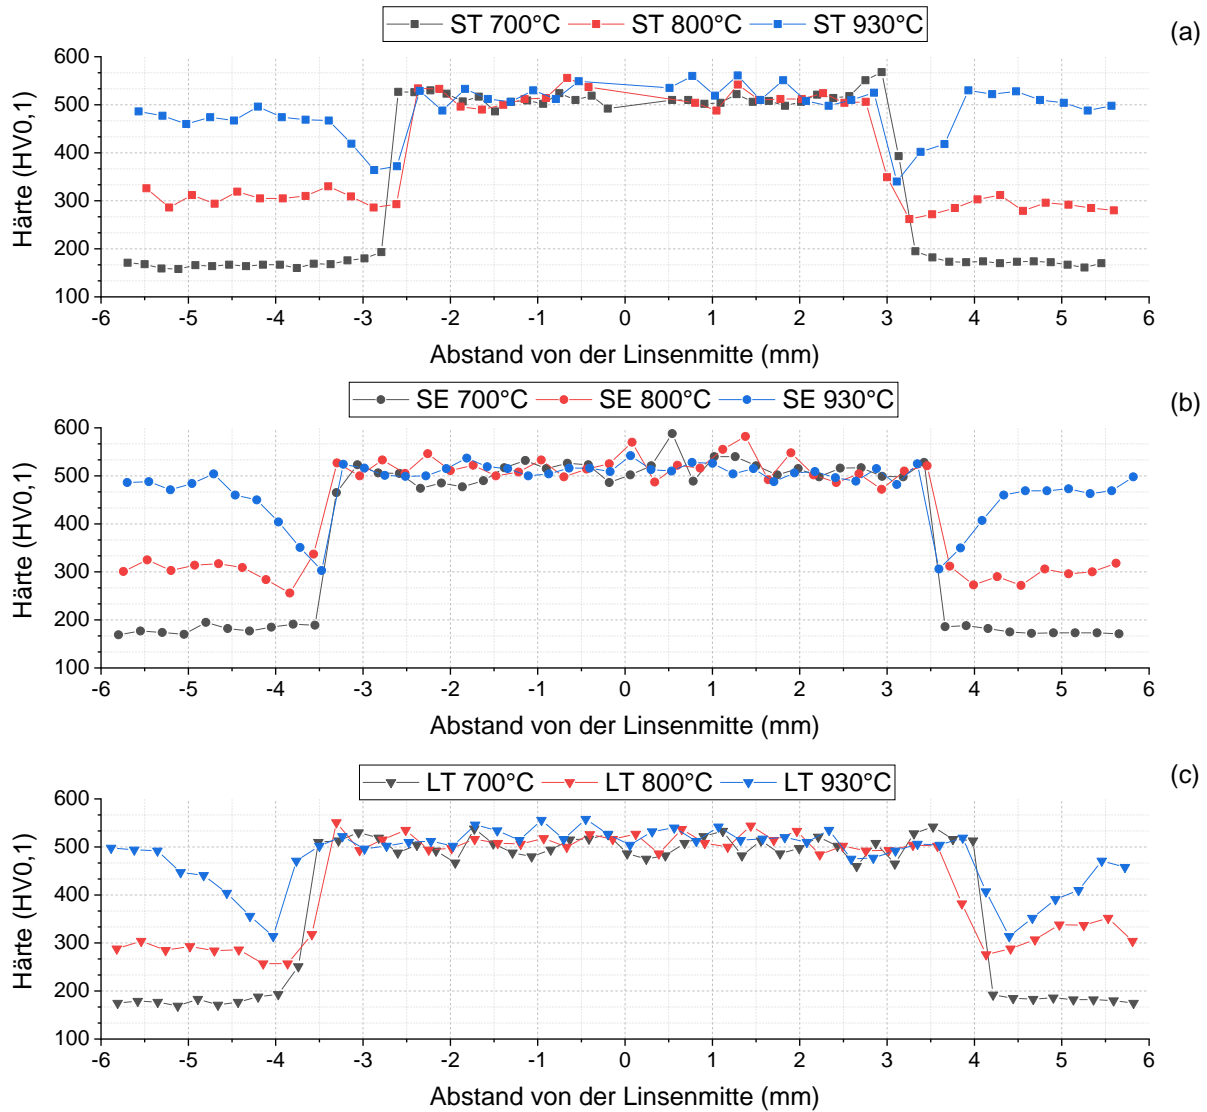 ST 700°C ST 800°C ST 930°C
(a)
600
500
400
300
200
100
Härte (HV0,1)
-6 -5 -4 -3 -2 -1 0 1 2 3 4 5 6
Abstand von der Linsenmitte (mm)
SE 700°C SE 800°C SE 930°C
(b)
600
500
400
300
200
100
Härte (HV0,1)
-6 -5 -4 -3 -2 -1 0 1 2 3 4 5 6
Abstand von der Linsenmitte (mm)
LT 700°C LT 800°C LT 930°C
(c)
600
500
400
300
200
100
Härte (HV0,1)
-6 -5 -4 -3 -2 -1 0 1 2 3 4 5 6
Abstand von der Linsenmitte (mm)